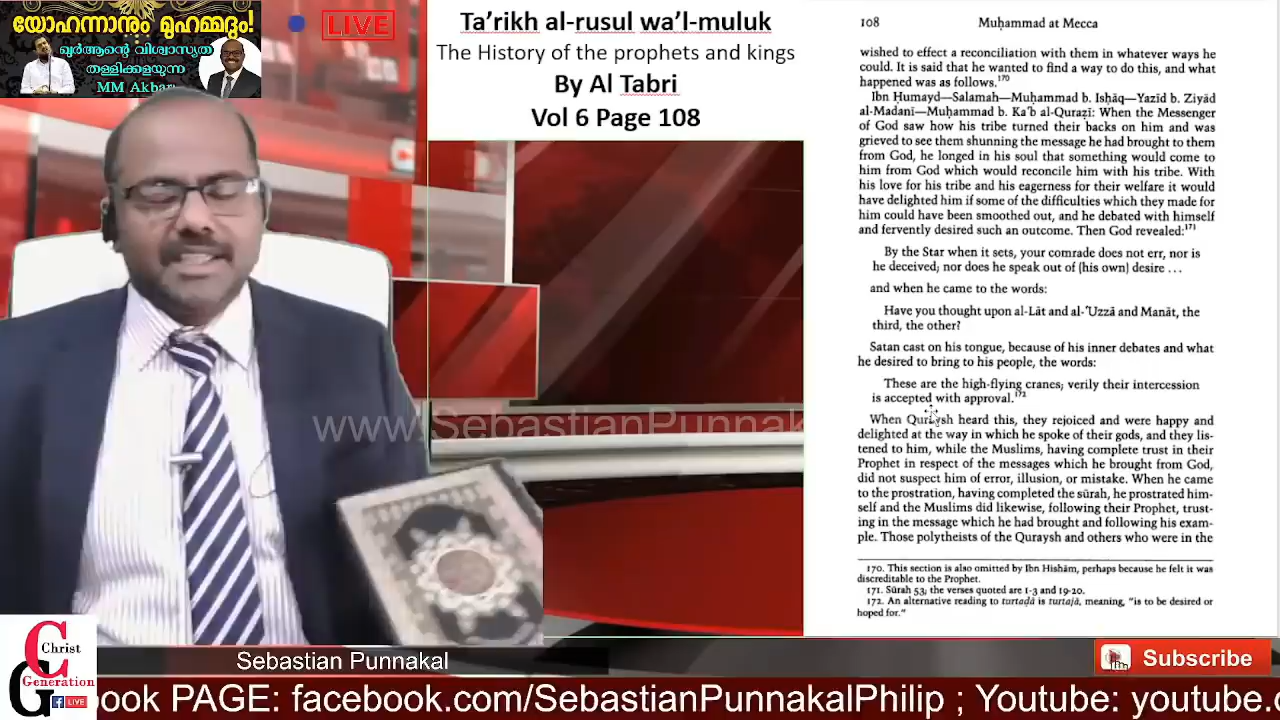 യോഹന്നാനും മുഹമ്മദും!
ഖുർആന്റെ വിശ്വാസ്യത
തള്ളിക്കളയുന്ന
MM Akbar
LIVE
Ta’rikh al-rusul wa’l-muluk
The History of the prophets and kings
By Al Tabri
Vol 6 Page 108
108 Muḥammad at Mecca
wished to effect a reconciliation with them in whatever ways he
could. It is said that he wanted to find a way to do this, and what
happened was as follows.170
Ibn Ḥumayd—Salamah—Muḥammad b. Isḥāq—Yazīd b. Ziyād
al-Madanī—Muḥammad b. Ka‘b al-Qurazī: When the Messenger
of God saw how his tribe turned their backs on him and was
grieved to see them shunning the message he had brought to them
from God, he longed in his soul that something would come to
him from God which would reconcile him with his tribe. With
his love for his tribe and his eagerness for their welfare it would
have delighted him if some of the difficulties which they made for
him could have been smoothed out, and he debated with himself
and fervently desired such an outcome. Then God revealed:171
By the Star when it sets, your comrade does not err, nor is
he deceived; nor does he speak out of (his own) desire ...
and when he came to the words:
Have you thought upon al-Lāt and al-‘Uzzā and Manāt, the
third, the other?
Satan cast on his tongue, because of his inner debates and what
he desired to bring to his people, the words:
These are the high-flying cranes; verily their intercession
is accepted with approval.172
When Quraysh heard this, they rejoiced and were happy and
delighted at the way in which he spoke of their gods, and they lis-
tened to him, while the Muslims, having complete trust in their
Prophet in respect of the messages which he brought from God,
did not suspect him of error, illusion, or mistake. When he came
to the prostration, having completed the sūrah, he prostrated him-
self and the Muslims did likewise, following their Prophet, trust-
ing in the message which he had brought and following his exam-
ple. Those polytheists of the Quraysh and others who were in the
170. This section is also omitted by Ibn Hishām, perhaps because he felt it was
discreditable to the Prophet.
171. Sūrah 53; the verses quoted are 1-3 and 19-20.
172. An alternative reading to turtaḍā is turtajā, meaning, “is to be desired or
hoped for.”
www.SebastianPunnaka
Christ
Generation
LIVE
Sebastian Punnakal
Subscribe
ook PAGE: facebook.com/SebastianPunnakalPhilip ; Youtube: youtube.c